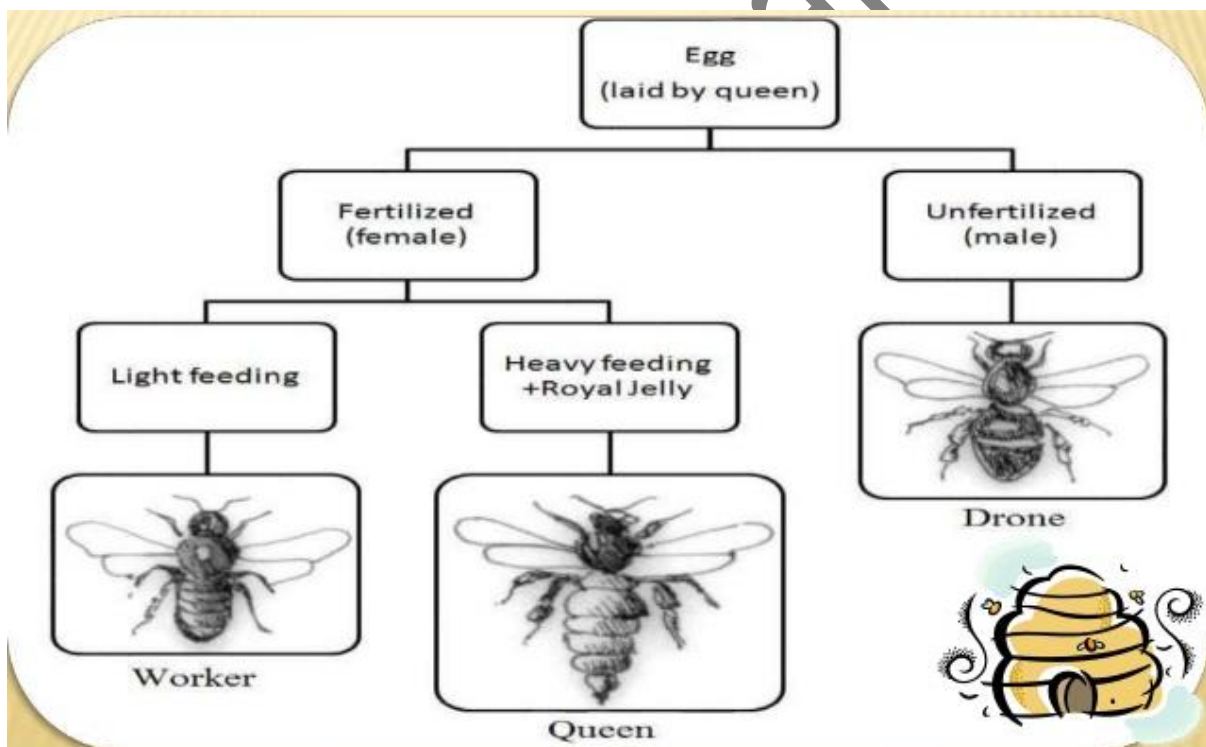 Egg
(laid by queen)
Fertilized
(female)
Unfertilized
(male)
Light feeding
Heavy feeding
+Royal Jelly
Worker
Queen
Drone